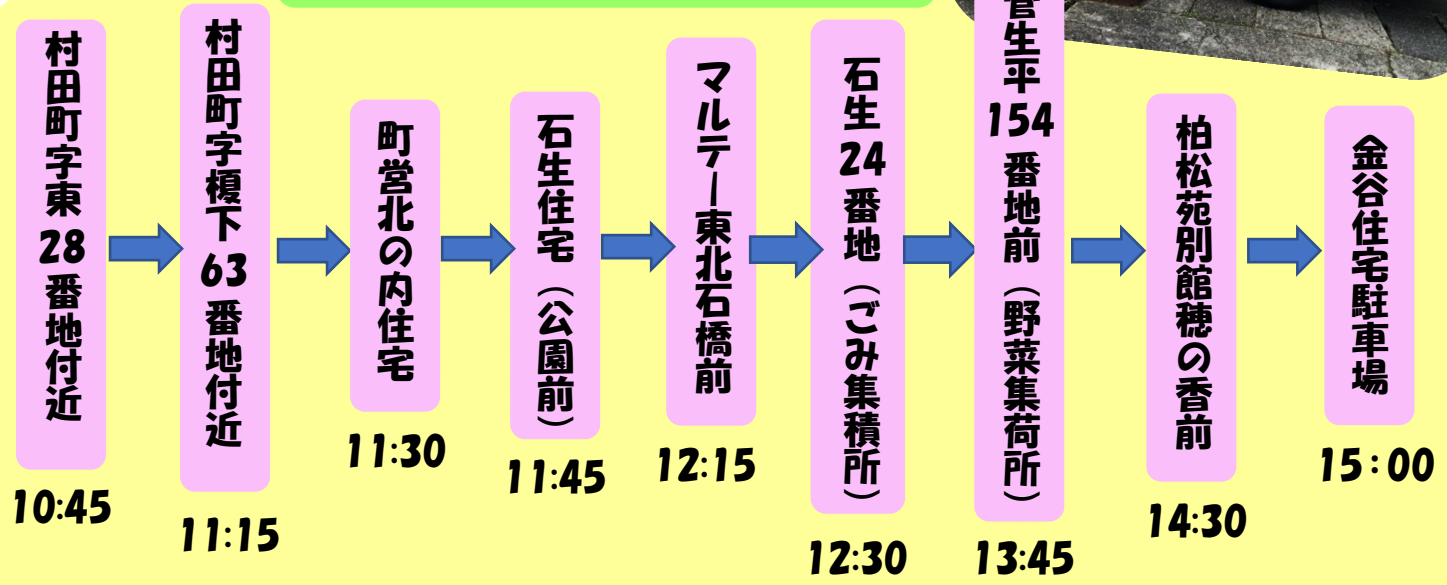 村田町字東28番地付近
10:45
村田町字榎下63番地付近
11:15
町営北の内住宅
11:30
石生住宅（公園前）
11:45
マルテー東北石橋前
12:15
石生24番地（ごみ集積所）
12:30
菅生平154番地前（野菜集荷所）
13:45
柏松苑別館穂の香前
14:30
金谷住宅駐車場
15:00